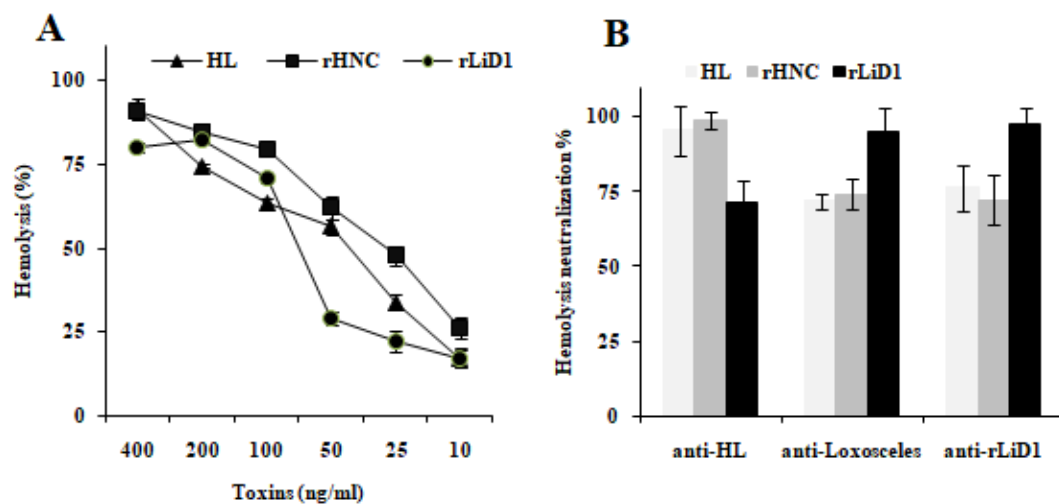 A
HL rHNC rLiD1
100
75
50
25
0
Hemolysis (%)
400 200 100 50 25 10
Toxins (ng/ml)
B
HL rHNC rLiD1
100
75
50
25
0
Hemolysis neutralization %
anti-HL anti-Loxosceles anti-rLiD1